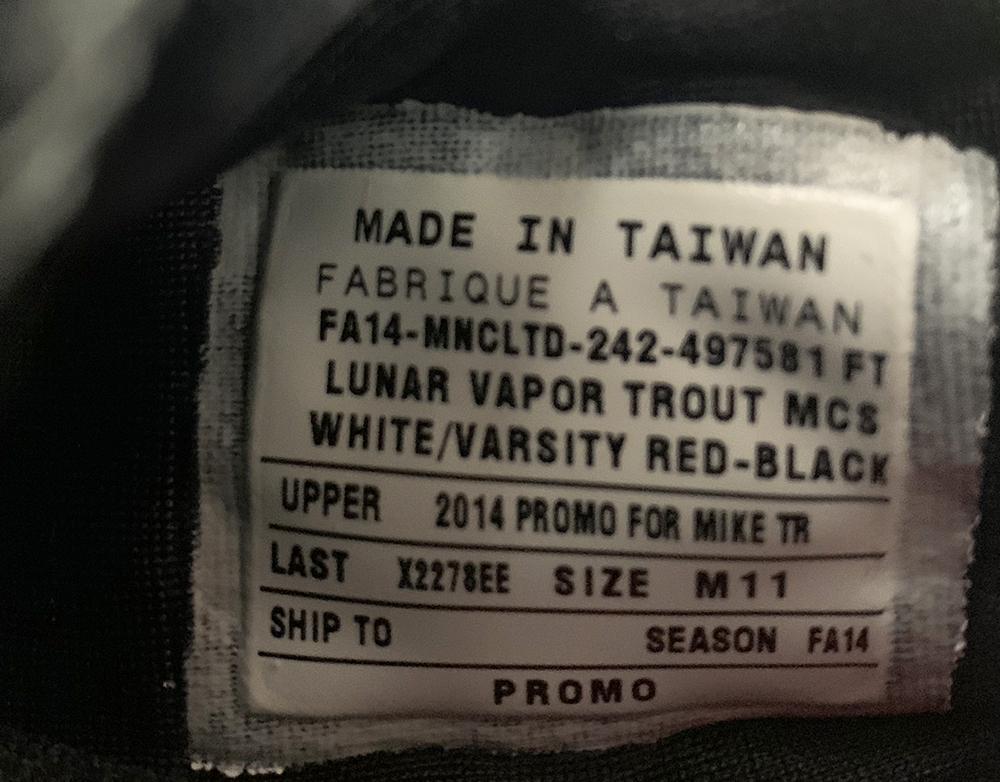 MADE IN TAIWAN
FABRIQUE A TAIWAN
FA14-MNCLTD-242-497581 FT
LUNAR VAPOR TROUT MCS
WHITE/VARSITY RED-BLACK
UPPER 2014 PROMO FOR MIKE TR
LAST X2278EE SIZE M11
SHIP TO SEASON FA14
PROMO